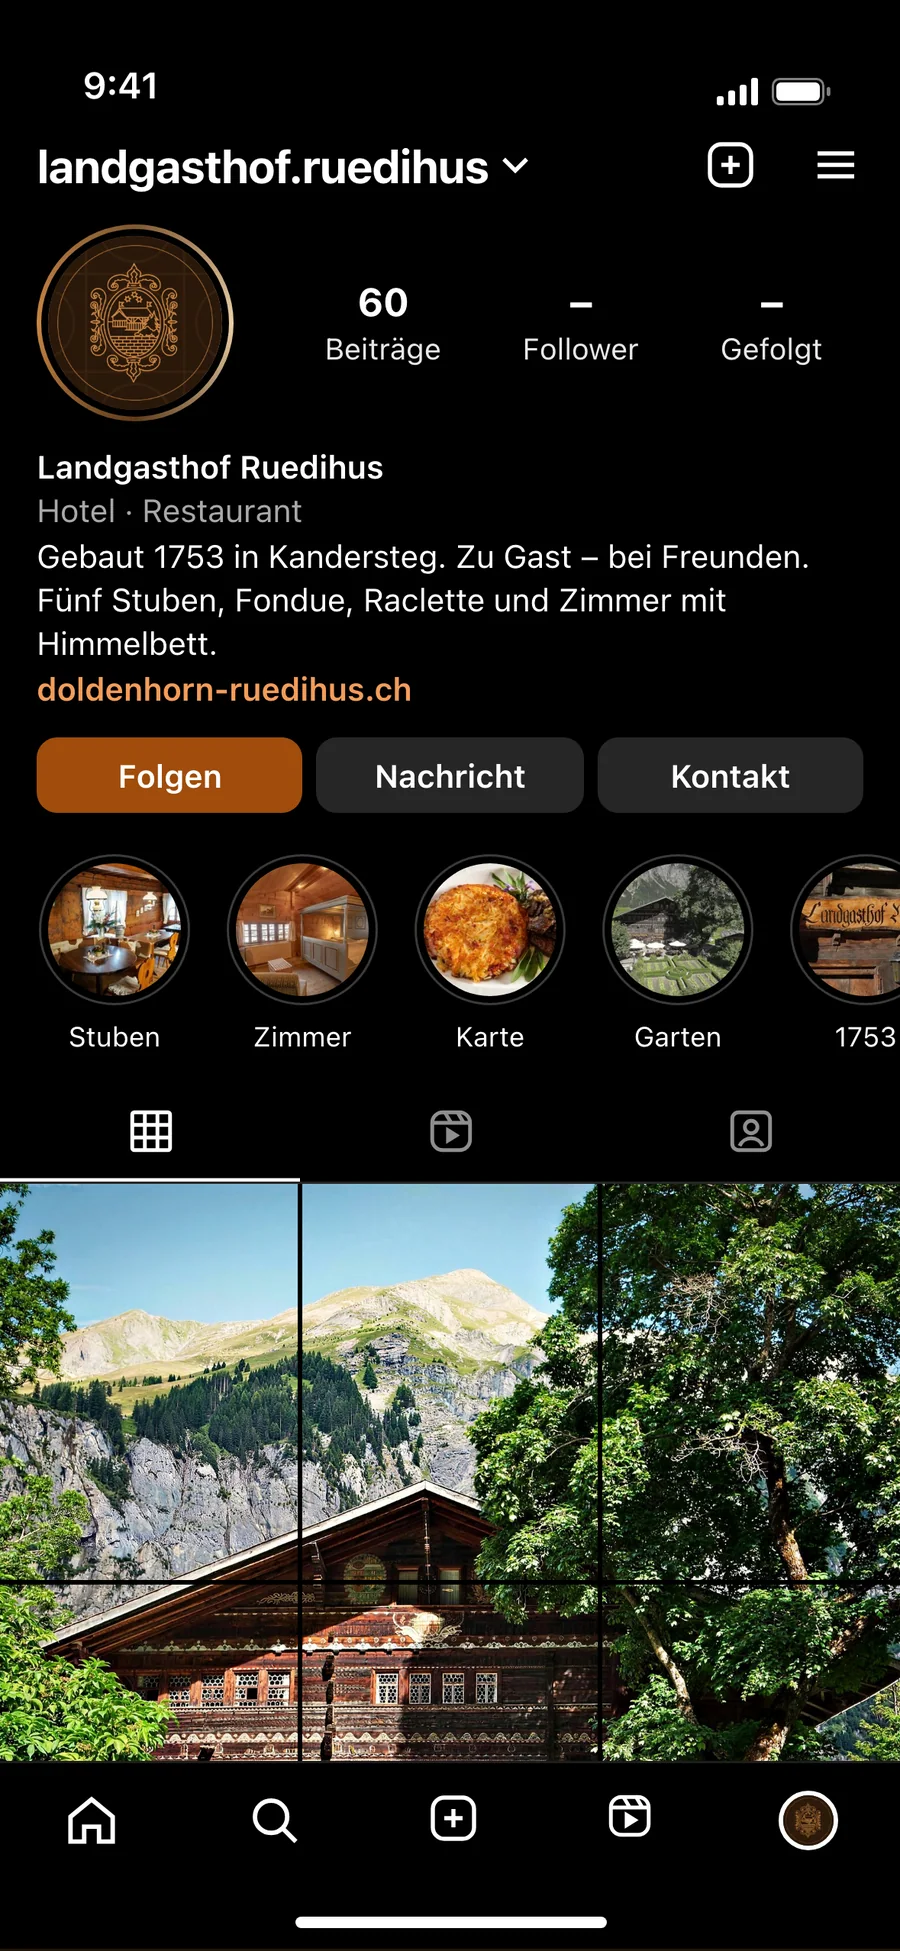 9:41
landgasthof.ruedihus
60
–
–
Beiträge
Follower
Gefolgt
Landgasthof Ruedihus
Hotel · Restaurant
Gebaut 1753 in Kandersteg. Zu Gast – bei Freunden.
Fünf Stuben, Fondue, Raclette und Zimmer mit
Himmelbett.
doldenhorn-ruedihus.ch
Folgen
Nachricht
Kontakt
Landgasthof
Stuben
Zimmer
Karte
Garten
1753